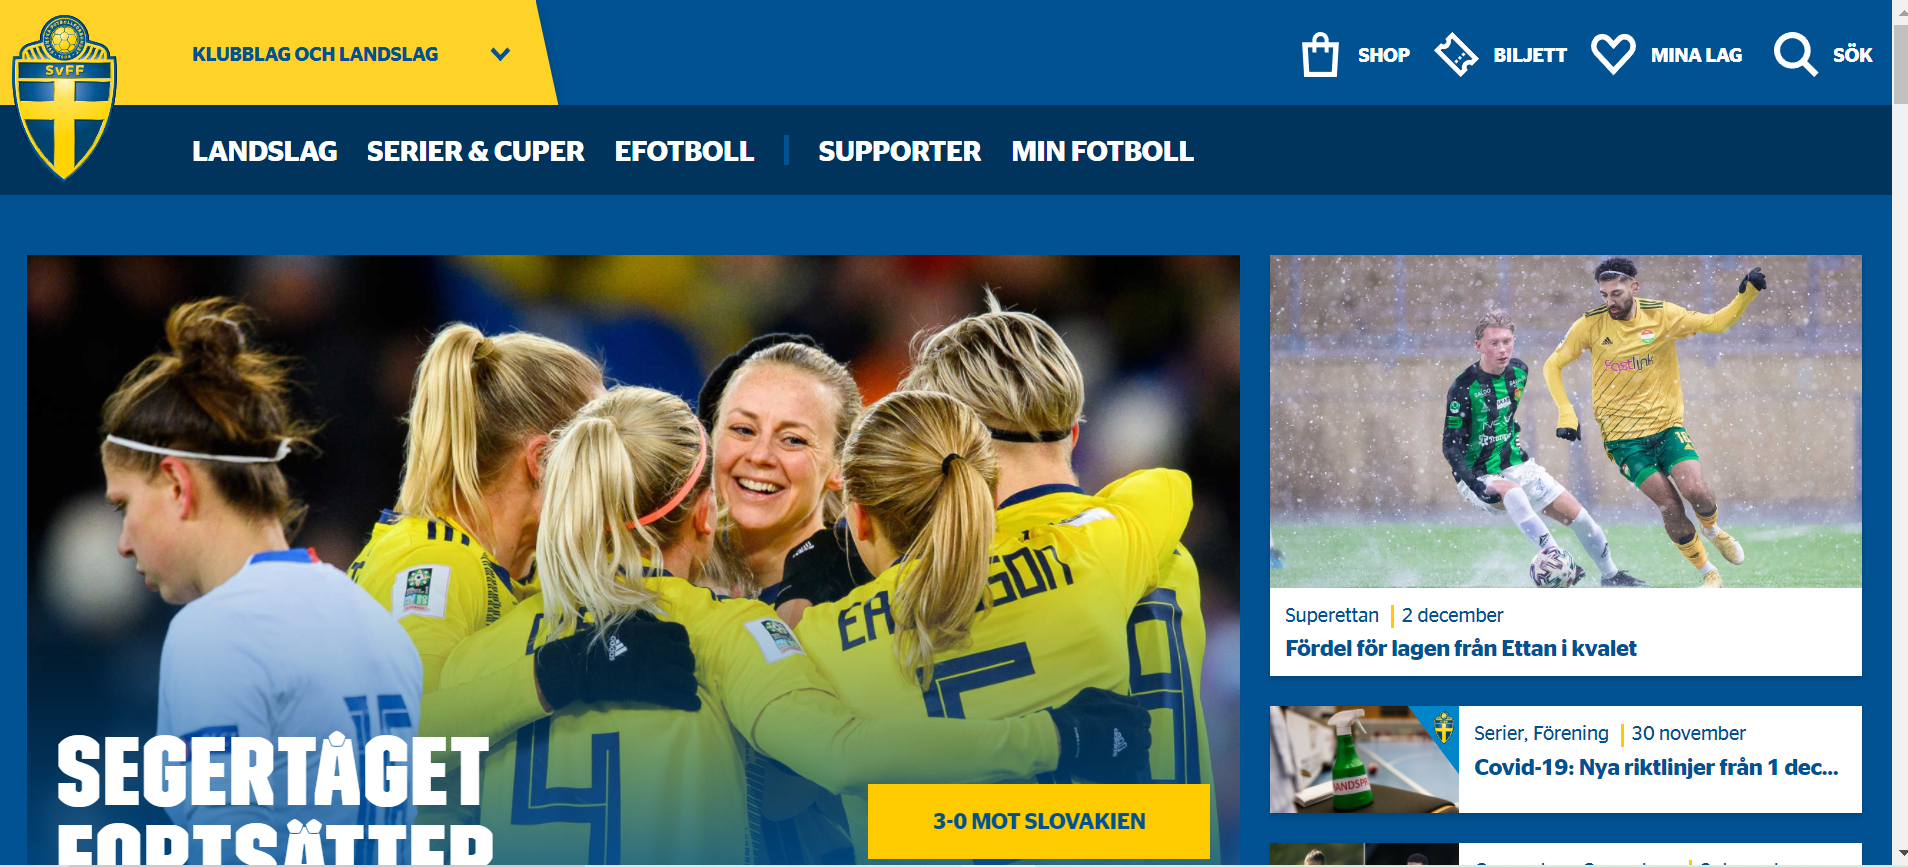 SvFF
KLUBBLAG OCH LANDSLAG
SHOP
BILJETT
MINA LAG
SÖK
LANDSLAG
SERIER & CUPER
EFOTBOLL
SUPPORTER
MIN FOTBOLL
SEGERTÅGET
FORTSÄTTER
3-0 MOT SLOVAKIEN
Superettan
2 december
Fördel för lagen från Ettan i kvalet
Serier, Förening
30 november
Covid-19: Nya riktlinjer från 1 dec...